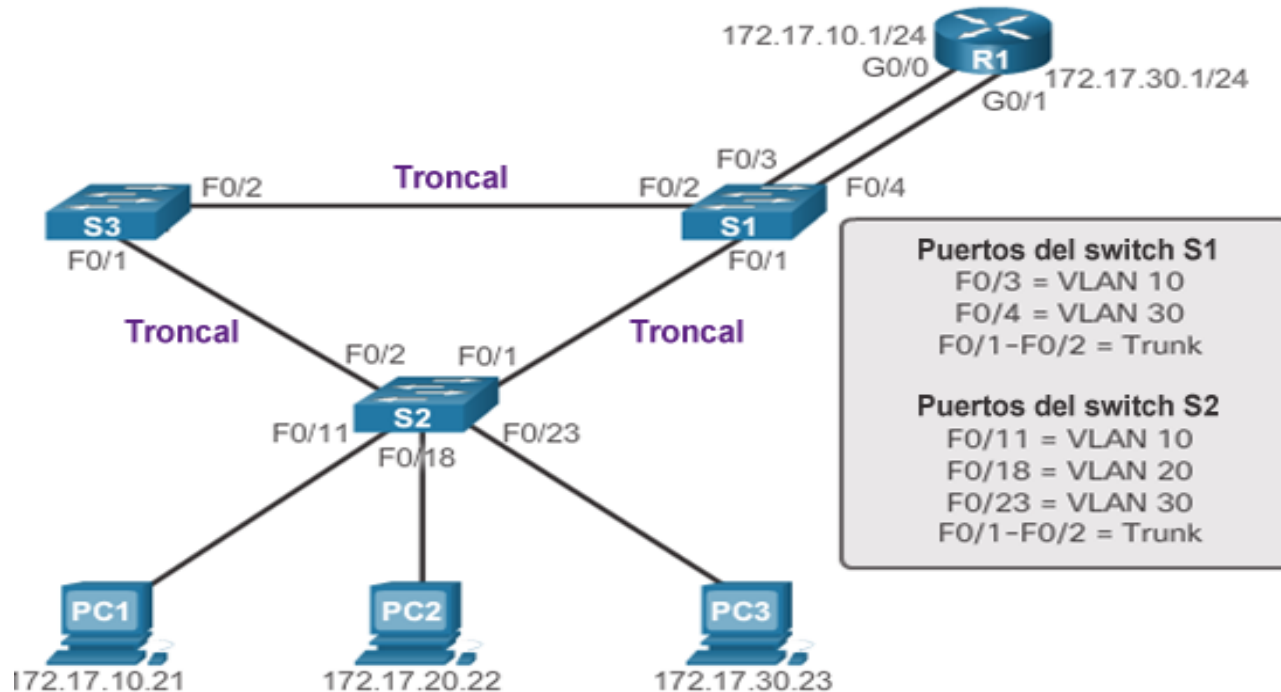 172.17.10.1/24
G0/0
R1
172.17.30.1/24
G0/1
F0/3
Troncal
F0/2
F0/2
F0/4
S3
S1
F0/1
F0/1
Puertos del switch S1
F0/3 = VLAN 10
F0/4 = VLAN 30
F0/1-F0/2 = Trunk
Troncal
Troncal
F0/2
F0/1
S2
F0/11
F0/18
F0/23
Puertos del switch S2
F0/11 = VLAN 10
F0/18 = VLAN 20
F0/23 = VLAN 30
F0/1-F0/2 = Trunk
PC1
PC2
PC3
172.17.10.21
172.17.20.22
172.17.30.23